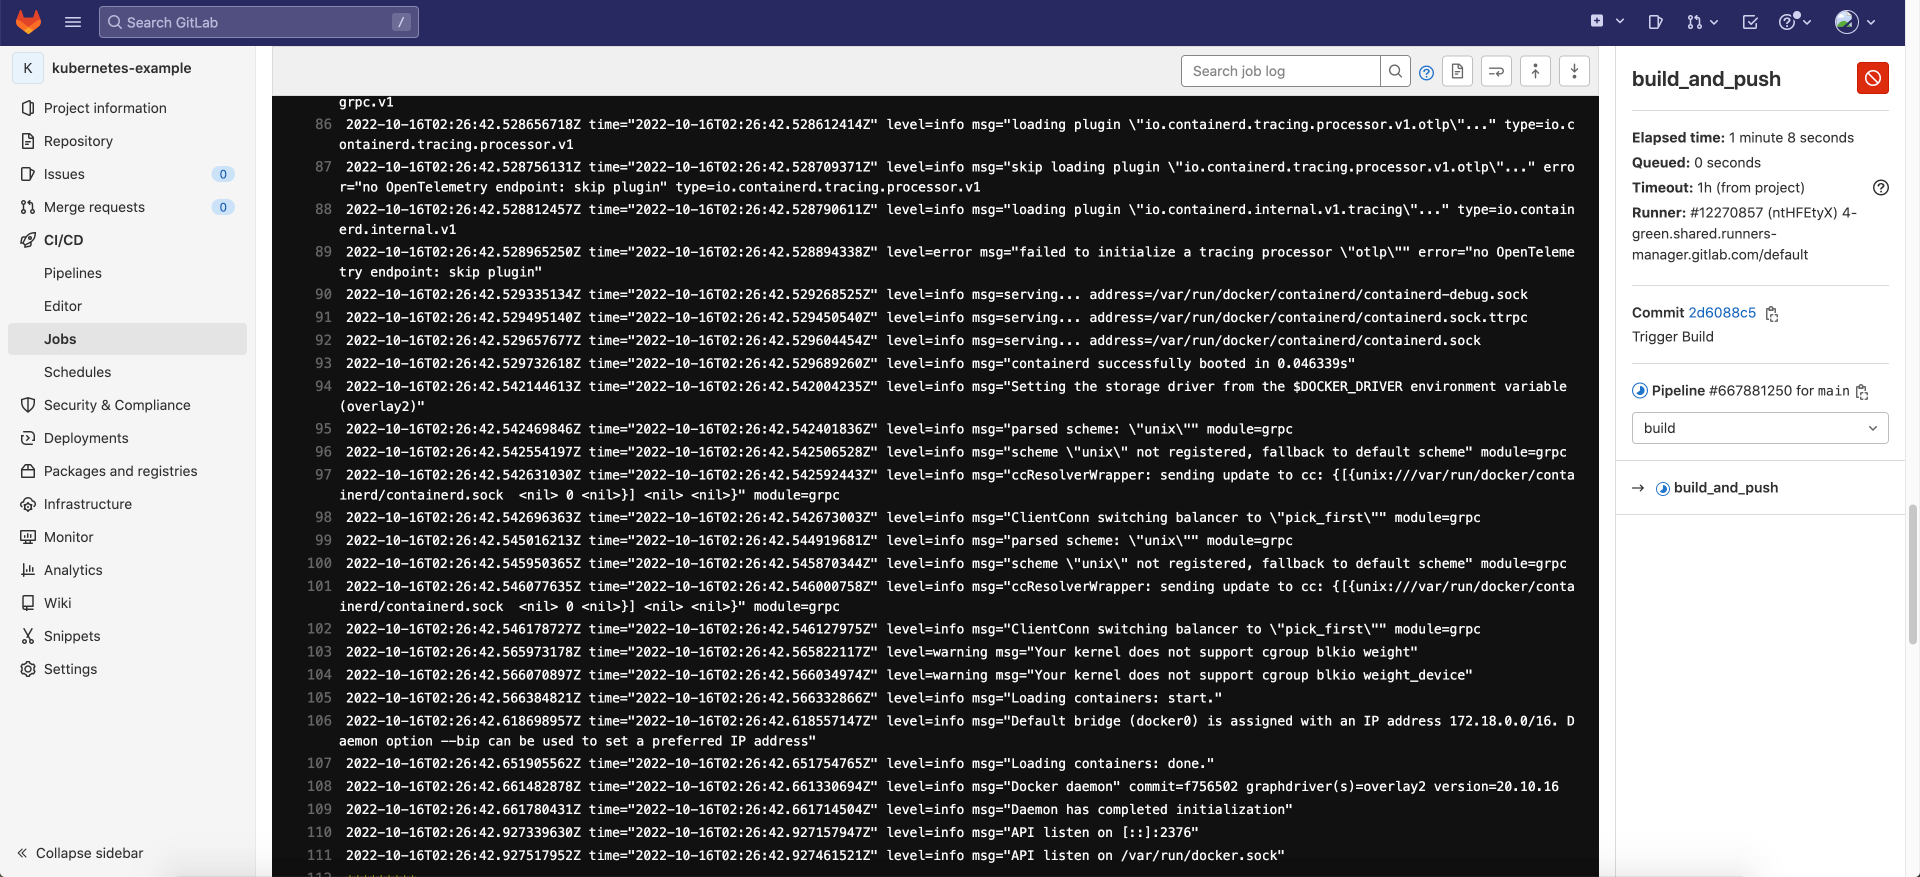 Search GitLab
/
K
kubernetes-example
Project information
Repository
Issues
0
Merge requests
0
CI/CD
Pipelines
Editor
Jobs
Schedules
Security & Compliance
Deployments
Packages and registries
Infrastructure
Monitor
Analytics
Wiki
Snippets
Settings
Collapse sidebar
Search job log
grpc.v1
86 2022-10-16T02:26:42.528656718Z time="2022-10-16T02:26:42.528612414Z" level=info msg="loading plugin \"io.containerd.tracing.processor.v1.otlp\"..." type=io.c
ontainerd.tracing.processor.v1
87 2022-10-16T02:26:42.528756131Z time="2022-10-16T02:26:42.528709371Z" level=info msg="skip loading plugin \"io.containerd.tracing.processor.v1.otlp\"..." erro
r="no OpenTelemetry endpoint: skip plugin" type=io.containerd.tracing.processor.v1
88 2022-10-16T02:26:42.528812457Z time="2022-10-16T02:26:42.528790611Z" level=info msg="loading plugin \"io.containerd.internal.v1.tracing\"..." type=io.contain
erd.internal.v1
89 2022-10-16T02:26:42.528965250Z time="2022-10-16T02:26:42.528894338Z" level=error msg="failed to initialize a tracing processor \"otlp\"" error="no OpenTeleme
try endpoint: skip plugin"
90 2022-10-16T02:26:42.529335134Z time="2022-10-16T02:26:42.529268525Z" level=info msg=serving... address=/var/run/docker/containerd/containerd-debug.sock
91 2022-10-16T02:26:42.529495140Z time="2022-10-16T02:26:42.529450540Z" level=info msg=serving... address=/var/run/docker/containerd/containerd.sock.ttrpc
92 2022-10-16T02:26:42.529657677Z time="2022-10-16T02:26:42.529604454Z" level=info msg=serving... address=/var/run/docker/containerd/containerd.sock
93 2022-10-16T02:26:42.529732618Z time="2022-10-16T02:26:42.529689260Z" level=info msg="containerd successfully booted in 0.046339s"
94 2022-10-16T02:26:42.542144613Z time="2022-10-16T02:26:42.542004235Z" level=info msg="Setting the storage driver from the $DOCKER_DRIVER environment variable
(overlay2)"
95 2022-10-16T02:26:42.542469846Z time="2022-10-16T02:26:42.542401836Z" level=info msg="parsed scheme: \"unix\"" module=grpc
96 2022-10-16T02:26:42.542554197Z time="2022-10-16T02:26:42.542506528Z" level=info msg="scheme \"unix\" not registered, fallback to default scheme" module=grpc
97 2022-10-16T02:26:42.542631030Z time="2022-10-16T02:26:42.542592443Z" level=info msg="ccResolverWrapper: sending update to cc: {[{unix:///var/run/docker/conta
inerd/containerd.sock  <nil> 0 <nil>}] <nil> <nil>}" module=grpc
98 2022-10-16T02:26:42.542696363Z time="2022-10-16T02:26:42.542673003Z" level=info msg="ClientConn switching balancer to \"pick_first\"" module=grpc
99 2022-10-16T02:26:42.545016213Z time="2022-10-16T02:26:42.544919681Z" level=info msg="parsed scheme: \"unix\"" module=grpc
100 2022-10-16T02:26:42.545950365Z time="2022-10-16T02:26:42.545870344Z" level=info msg="scheme \"unix\" not registered, fallback to default scheme" module=grpc
101 2022-10-16T02:26:42.546077635Z time="2022-10-16T02:26:42.546000758Z" level=info msg="ccResolverWrapper: sending update to cc: {[{unix:///var/run/docker/conta
inerd/containerd.sock  <nil> 0 <nil>}] <nil> <nil>}" module=grpc
102 2022-10-16T02:26:42.546178727Z time="2022-10-16T02:26:42.546127975Z" level=info msg="ClientConn switching balancer to \"pick_first\"" module=grpc
103 2022-10-16T02:26:42.565973178Z time="2022-10-16T02:26:42.565822117Z" level=warning msg="Your kernel does not support cgroup blkio weight"
104 2022-10-16T02:26:42.566070897Z time="2022-10-16T02:26:42.566034974Z" level=warning msg="Your kernel does not support cgroup blkio weight_device"
105 2022-10-16T02:26:42.566384821Z time="2022-10-16T02:26:42.566332866Z" level=info msg="Loading containers: start."
106 2022-10-16T02:26:42.618698957Z time="2022-10-16T02:26:42.618557147Z" level=info msg="Default bridge (docker0) is assigned with an IP address 172.18.0.0/16. D
aemon option --bip can be used to set a preferred IP address"
107 2022-10-16T02:26:42.651905562Z time="2022-10-16T02:26:42.651754765Z" level=info msg="Loading containers: done."
108 2022-10-16T02:26:42.661482878Z time="2022-10-16T02:26:42.661330694Z" level=info msg="Docker daemon" commit=f756502 graphdriver(s)=overlay2 version=20.10.16
109 2022-10-16T02:26:42.661780431Z time="2022-10-16T02:26:42.661714504Z" level=info msg="Daemon has completed initialization"
110 2022-10-16T02:26:42.927339630Z time="2022-10-16T02:26:42.927157947Z" level=info msg="API listen on [::]:2376"
111 2022-10-16T02:26:42.927517952Z time="2022-10-16T02:26:42.927461521Z" level=info msg="API listen on /var/run/docker.sock"
112
build_and_push
Elapsed time: 1 minute 8 seconds
Queued: 0 seconds
Timeout: 1h (from project)
Runner: #12270857 (ntHFEtyX) 4-
green.shared.runners-
manager.gitlab.com/default
Commit 2d6088c5
Trigger Build
Pipeline #667881250 for main
build
→ build_and_push